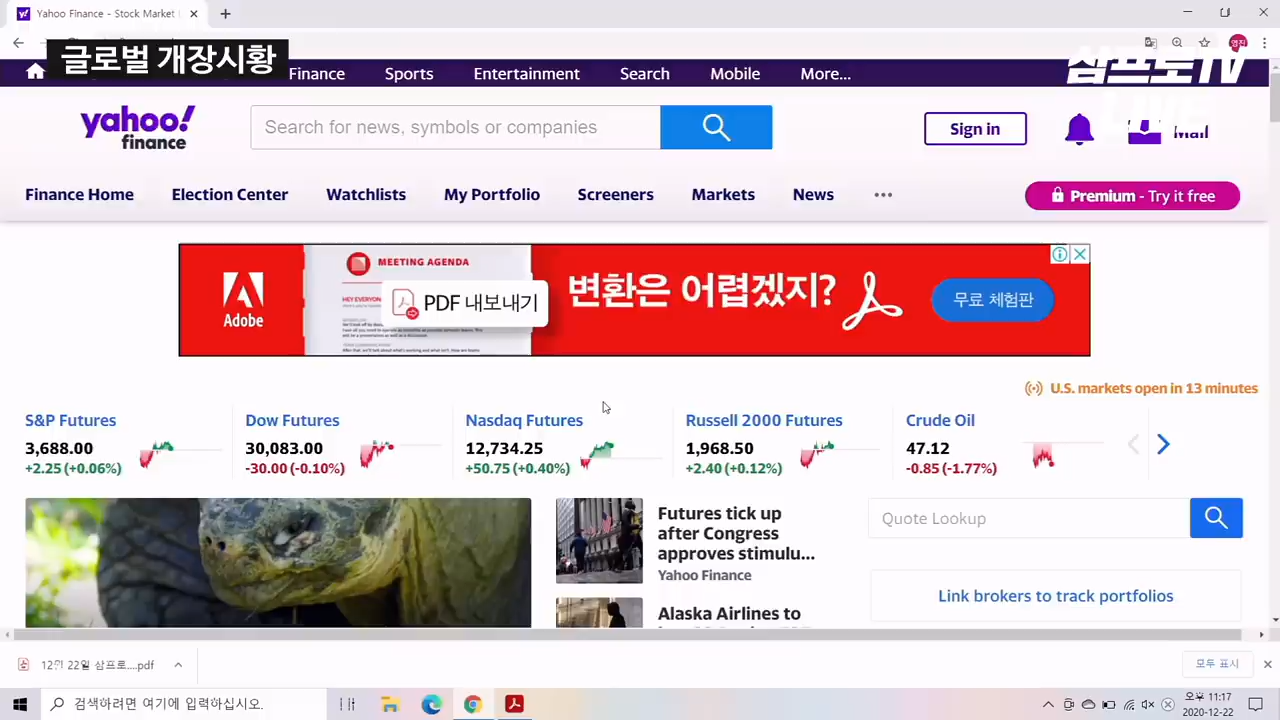 Yahoo Finance - Stock Market
글로벌 개장시황
삼프로TV
LIVE
Finance Sports Entertainment Search Mobile More...
yahoo! finance
Search for news, symbols or companies
Sign in
Mail
Finance Home Election Center Watchlists My Portfolio Screeners Markets News
Premium - Try it free
Adobe
MEETING AGENDA
PDF 내보내기
변환은 어렵겠지?
무료 체험판
U.S. markets open in 13 minutes
S&P Futures
3,688.00
+2.25 (+0.06%)
Dow Futures
30,083.00
-30.00 (-0.10%)
Nasdaq Futures
12,734.25
+50.75 (+0.40%)
Russell 2000 Futures
1,968.50
+2.40 (+0.12%)
Crude Oil
47.12
-0.85 (-1.77%)
Futures tick up
after Congress
approves stimulu...
Yahoo Finance
Alaska Airlines to
Quote Lookup
Link brokers to track portfolios
12월 22일 삼프로....pdf
모두 표시
검색하려면 여기에 입력하십시오.
오후 11:17
2020-12-22